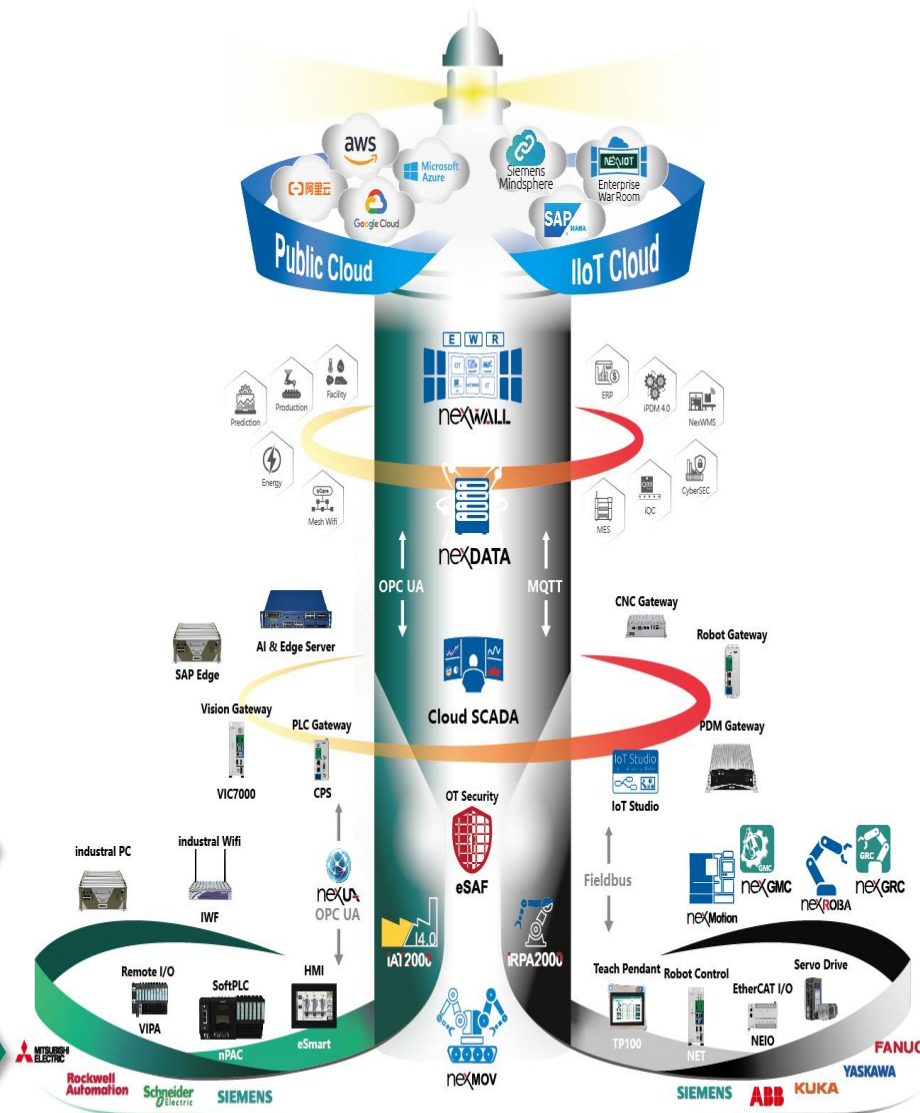 aws
Microsoft
Azure
阿里云
Google Cloud
Siemens
Mindsphere
NEXIOT
Enterprise
War Room
SAP HANA
Public Cloud
IIoT Cloud
E W R
neXWALL
Prediction
Production
Facility
Energy
eCare
Mesh Wifi
ERP
iPDM 4.0
NexWMS
MES
iQC
CyberSEC
neXDATA
OPC UA
MQTT
SAP Edge
AI & Edge Server
CNC Gateway
Robot Gateway
Cloud SCADA
Vision Gateway
VIC7000
PLC Gateway
CPS
PDM Gateway
IoT Studio
IoT Studio
OT Security
eSAF
industral PC
industral Wifi
IWF
neXUA
OPC UA
Fieldbus
GMC
neXMotion
neXGMC
neXROBA
GRC
neXGRC
I4.0
iAT2000
iRPA2000
Remote I/O
VIPA
SoftPLC
nPAC
HMI
eSmart
neXMOV
Teach Pendant
TP100
Robot Control
NET
EtherCAT I/O
NEIO
Servo Drive
MITSUBISHI
ELECTRIC
Rockwell
Automation
Schneider
Electric
SIEMENS
SIEMENS
ABB
KUKA
YASKAWA
FANUC